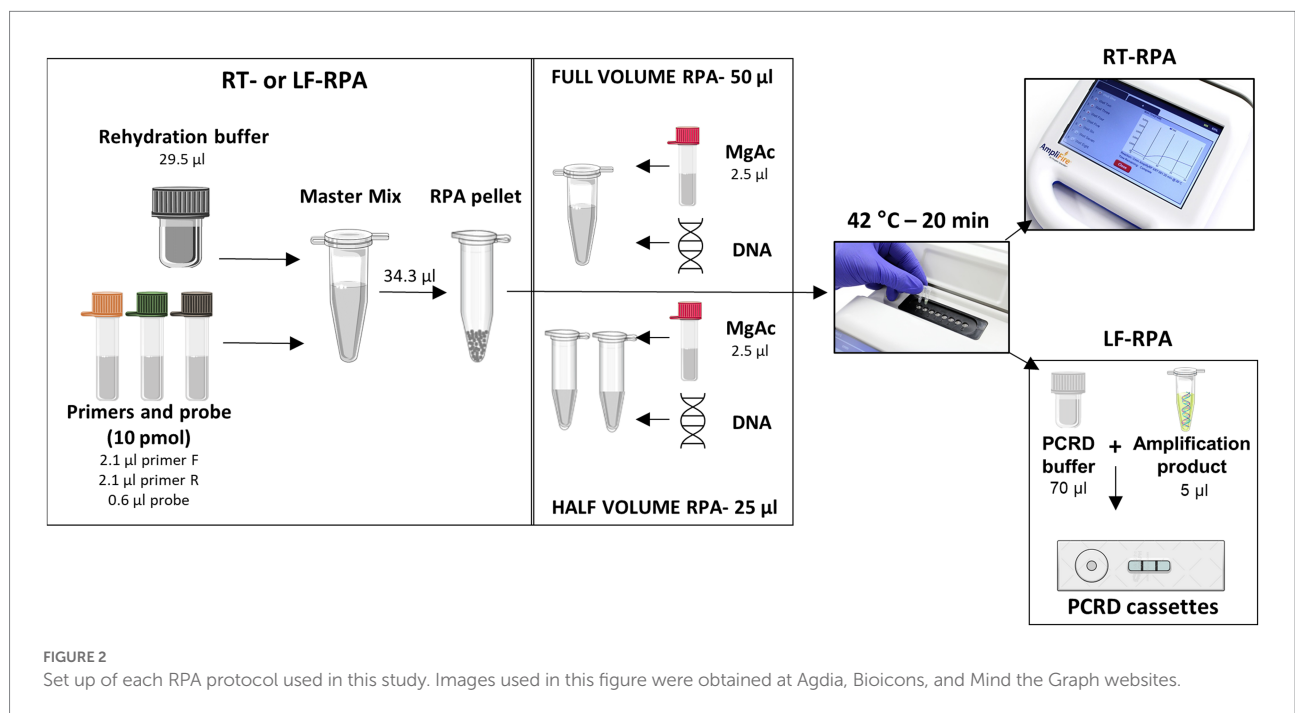 RT- or LF-RPA
Rehydration buffer
29.5 µl
Master Mix
RPA pellet
34.3 µl
Primers and probe
(10 pmol)
2.1 µl primer F
2.1 µl primer R
0.6 µl probe
FULL VOLUME RPA- 50 µl
MgAc
2.5 µl
DNA
MgAc
2.5 µl
DNA
HALF VOLUME RPA- 25 µl
42 °C – 20 min
RT-RPA
AmpliFire
LF-RPA
PCRD
buffer
70 µl
+
Amplification
product
5 µl
PCRD cassettes
FIGURE 2
Set up of each RPA protocol used in this study. Images used in this figure were obtained at Agdia, Bioicons, and Mind the Graph websites.